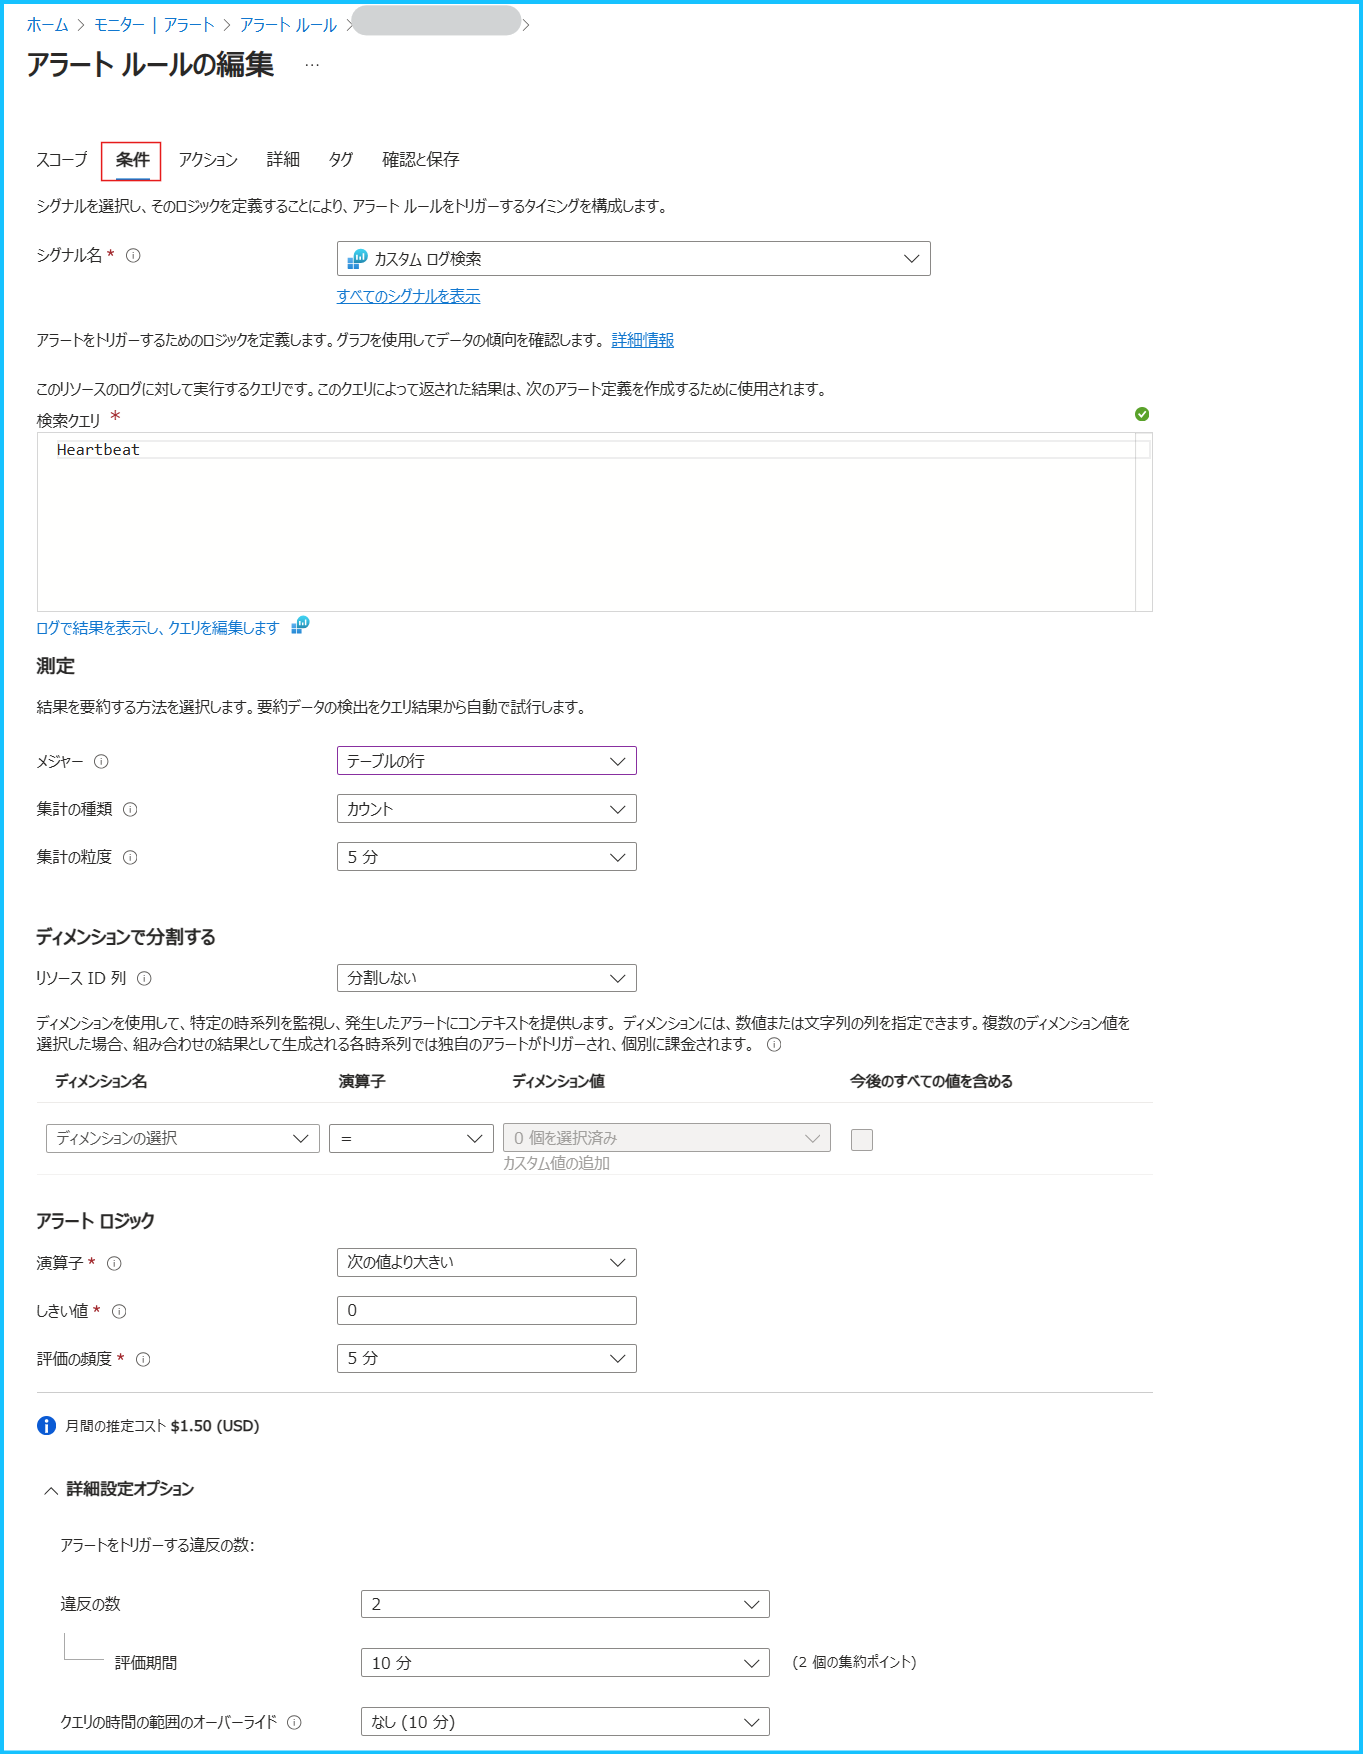 ホーム > モニター | アラート > アラート ルール > >
アラート ルールの編集 …
スコープ 条件 アクション 詳細 タグ 確認と保存
シグナルを選択し、そのロジックを定義することにより、アラート ルールをトリガーするタイミングを構成します。
シグナル名 * カスタム ログ検索
すべてのシグナルを表示
アラートをトリガーするためのロジックを定義します。グラフを使用してデータの傾向を確認します。 詳細情報
このリソースのログに対して実行するクエリです。このクエリによって返された結果は、次のアラート定義を作成するために使用されます。
検索クエリ *
Heartbeat
ログで結果を表示し、クエリを編集します
測定
結果を要約する方法を選択します。要約データの検出をクエリ結果から自動で試行します。
メジャー テーブルの行
集計の種類 カウント
集計の粒度 5 分
ディメンションで分割する
リソース ID 列 分割しない
ディメンションを使用して、特定の時系列を監視し、発生したアラートにコンテキストを提供します。 ディメンションには、数値または文字列の列を指定できます。複数のディメンション値を
選択した場合、組み合わせの結果として生成される各時系列では独自のアラートがトリガーされ、個別に課金されます。
ディメンション名 演算子 ディメンション値 今後のすべての値を含める
ディメンションの選択 = 0 個を選択済み
カスタム値の追加
アラート ロジック
演算子 * 次の値より大きい
しきい値 * 0
評価の頻度 * 5 分
月間の推定コスト $1.50 (USD)
詳細設定オプション
アラートをトリガーする違反の数:
違反の数 2
評価期間 10 分 (2 個の集約ポイント)
クエリの時間の範囲のオーバーライド なし (10 分)